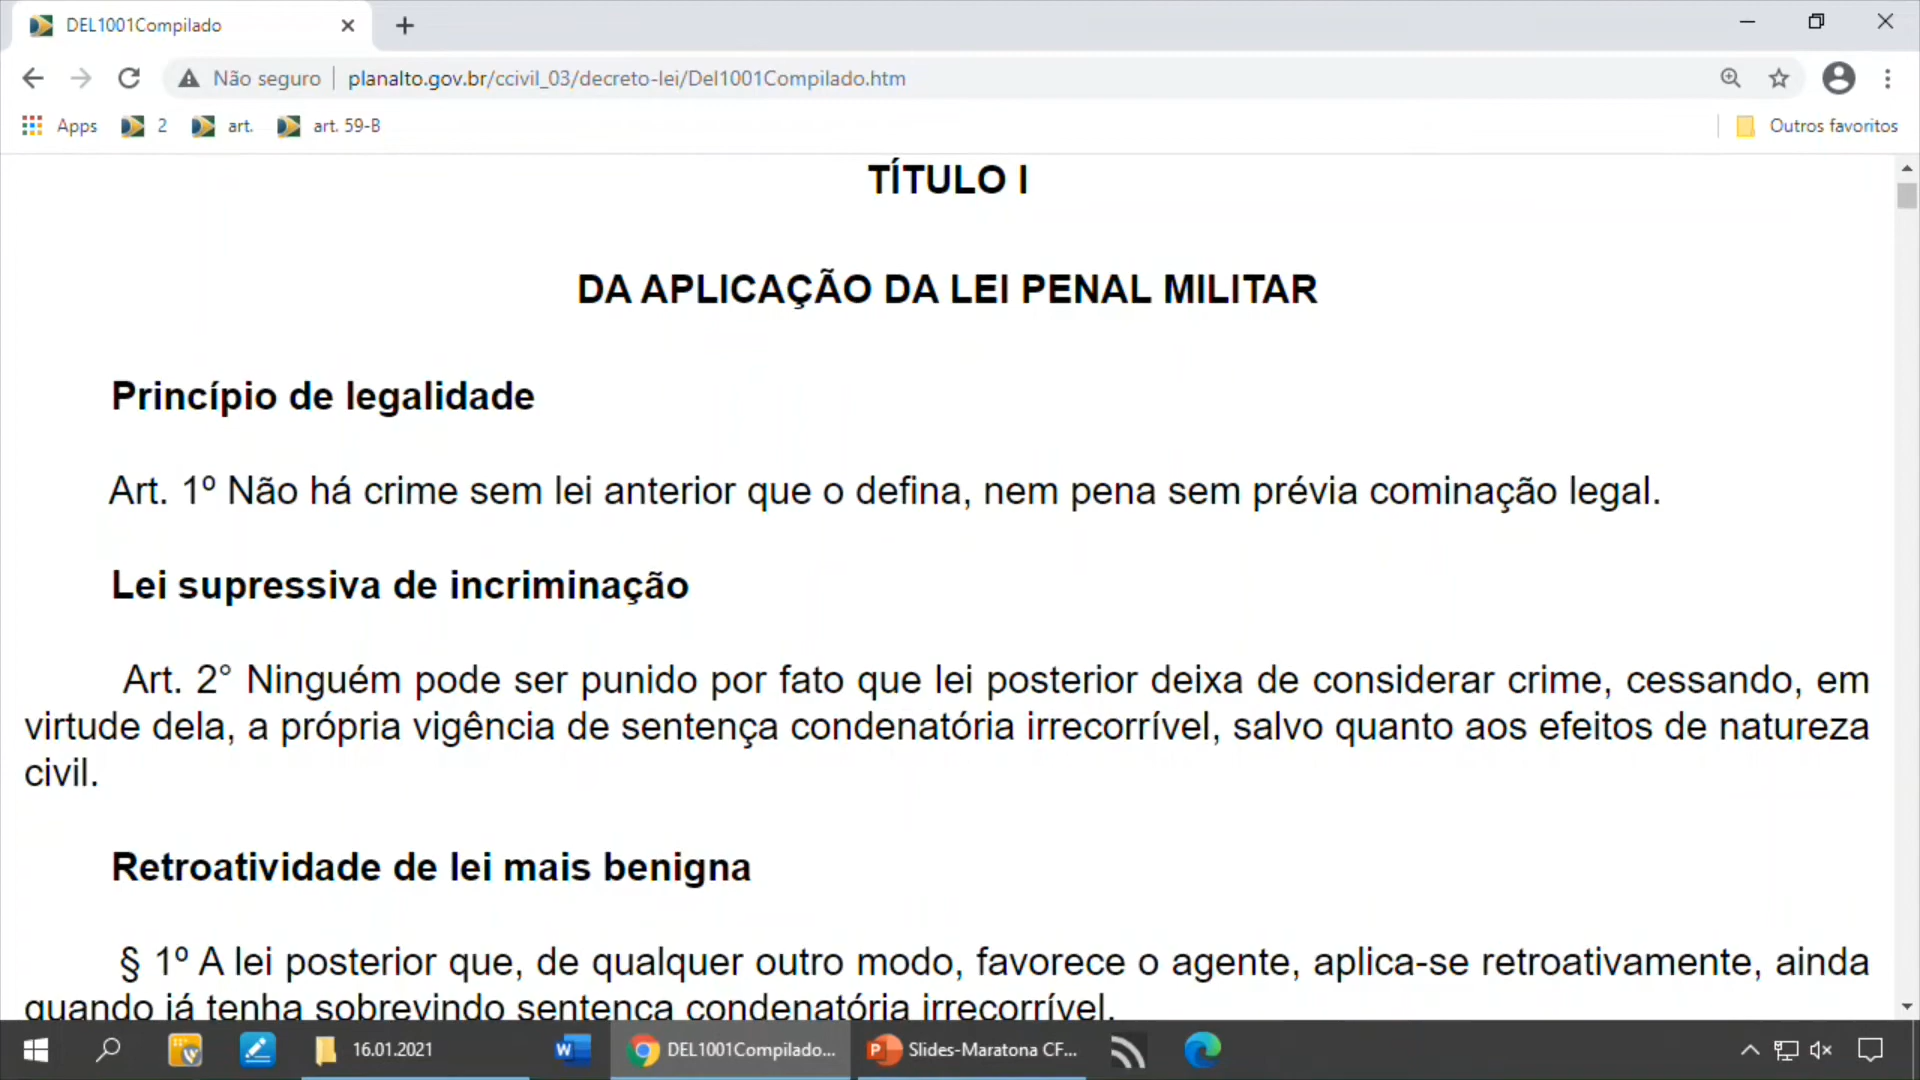 DEL1001Compilado
Não seguro planalto.gov.br/ccivil_03/decreto-lei/Del1001Compilado.htm
Apps 2 art. art. 59-B Outros favoritos
TÍTULO I
DA APLICAÇÃO DA LEI PENAL MILITAR
Princípio de legalidade
Art. 1º Não há crime sem lei anterior que o defina, nem pena sem prévia cominação legal.
Lei supressiva de incriminação
Art. 2° Ninguém pode ser punido por fato que lei posterior deixa de considerar crime, cessando, em
virtude dela, a própria vigência de sentença condenatória irrecorrível, salvo quanto aos efeitos de natureza
civil.
Retroatividade de lei mais benigna
§ 1º A lei posterior que, de qualquer outro modo, favorece o agente, aplica-se retroativamente, ainda
quando já tenha sobrevindo sentença condenatória irrecorrível.
16.01.2021 DEL1001Compilado... Slides-Maratona CF...